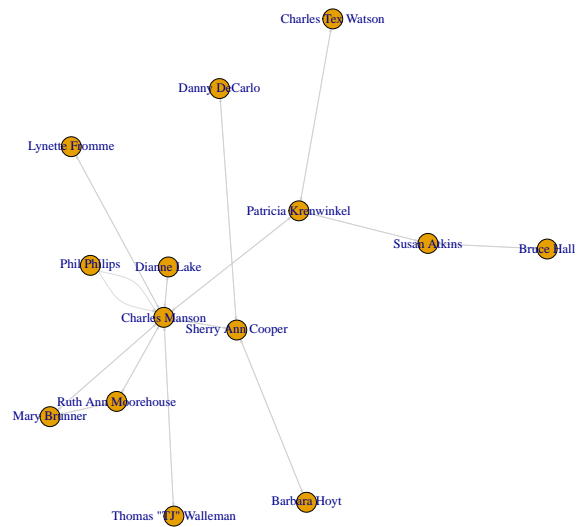 Charles Tex Watson
Danny DeCarlo
Lynette Fromme
Patricia Krenwinkel
Susan Atkins
Bruce Hall
Phil Philips
Dianne Lake
Charles Manson
Sherry Ann Cooper
Ruth Ann Moorehouse
Mary Brunner
Barbara Hoyt
Thomas "TJ" Walleman